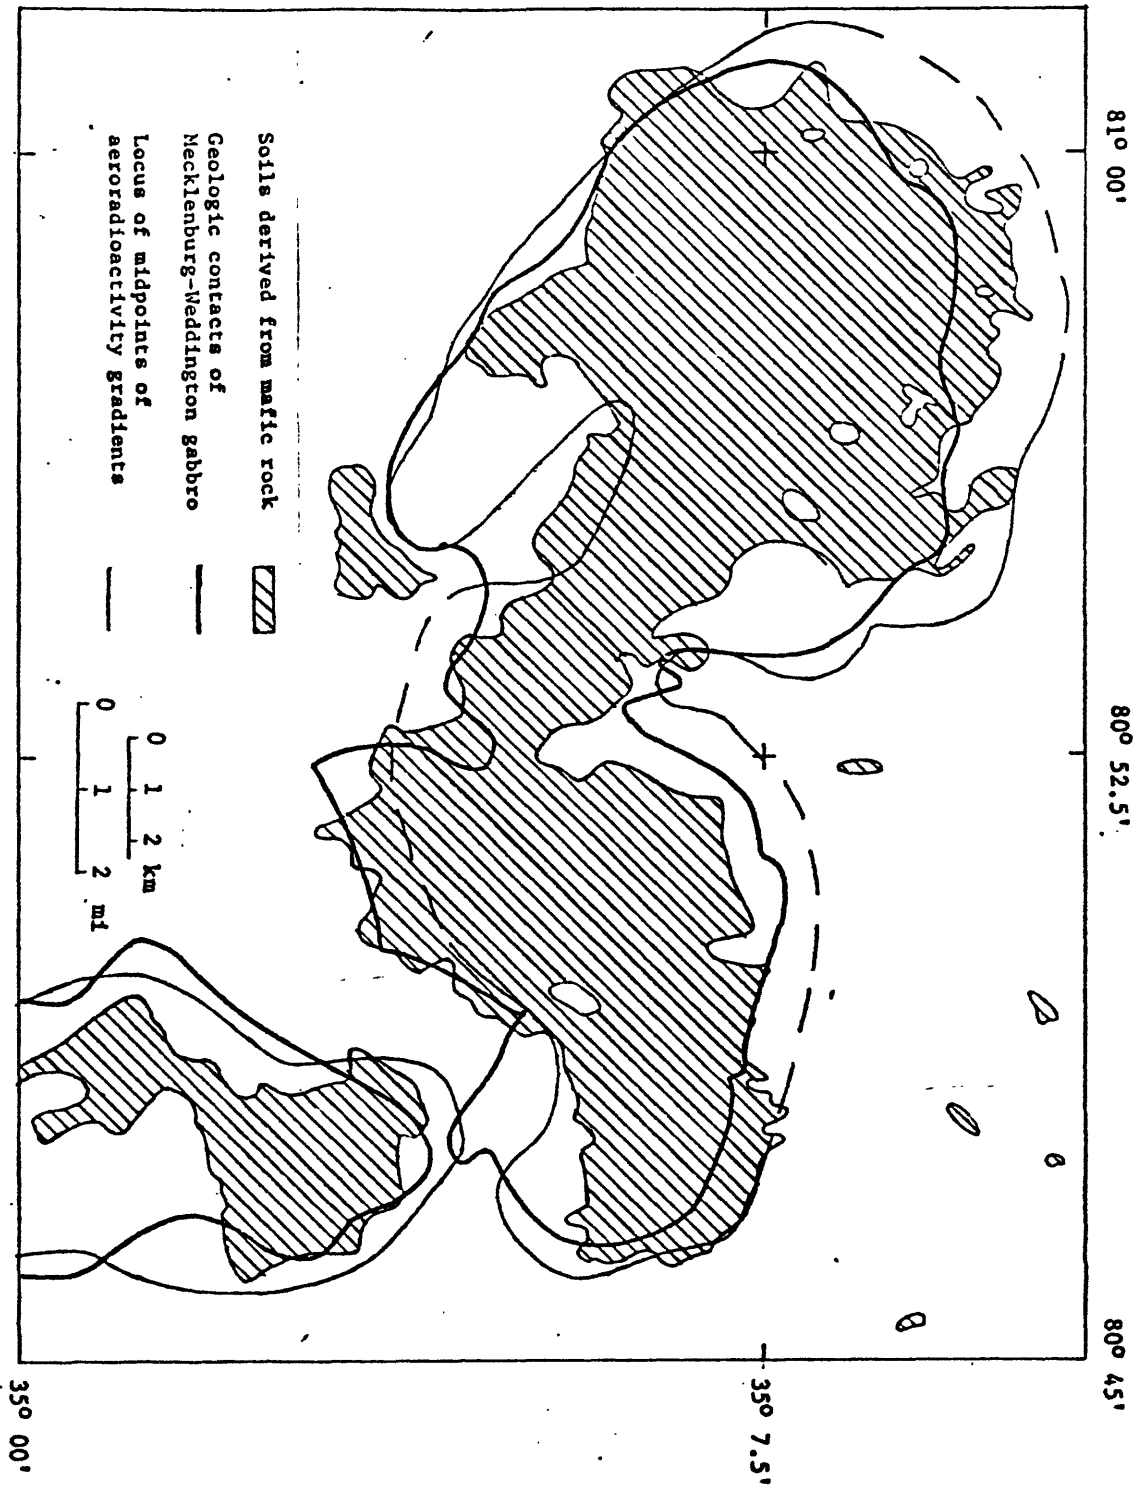 81° 00'
80° 52.5'
80° 45'
35° 7.5'
35° 00'
Soils derived from mafic rock
Geologic contacts of
Mecklenburg-Weddington gabbro
Locus of midpoints of
aeroradioactivity gradients
0 1 2 km
0 1 2 mi